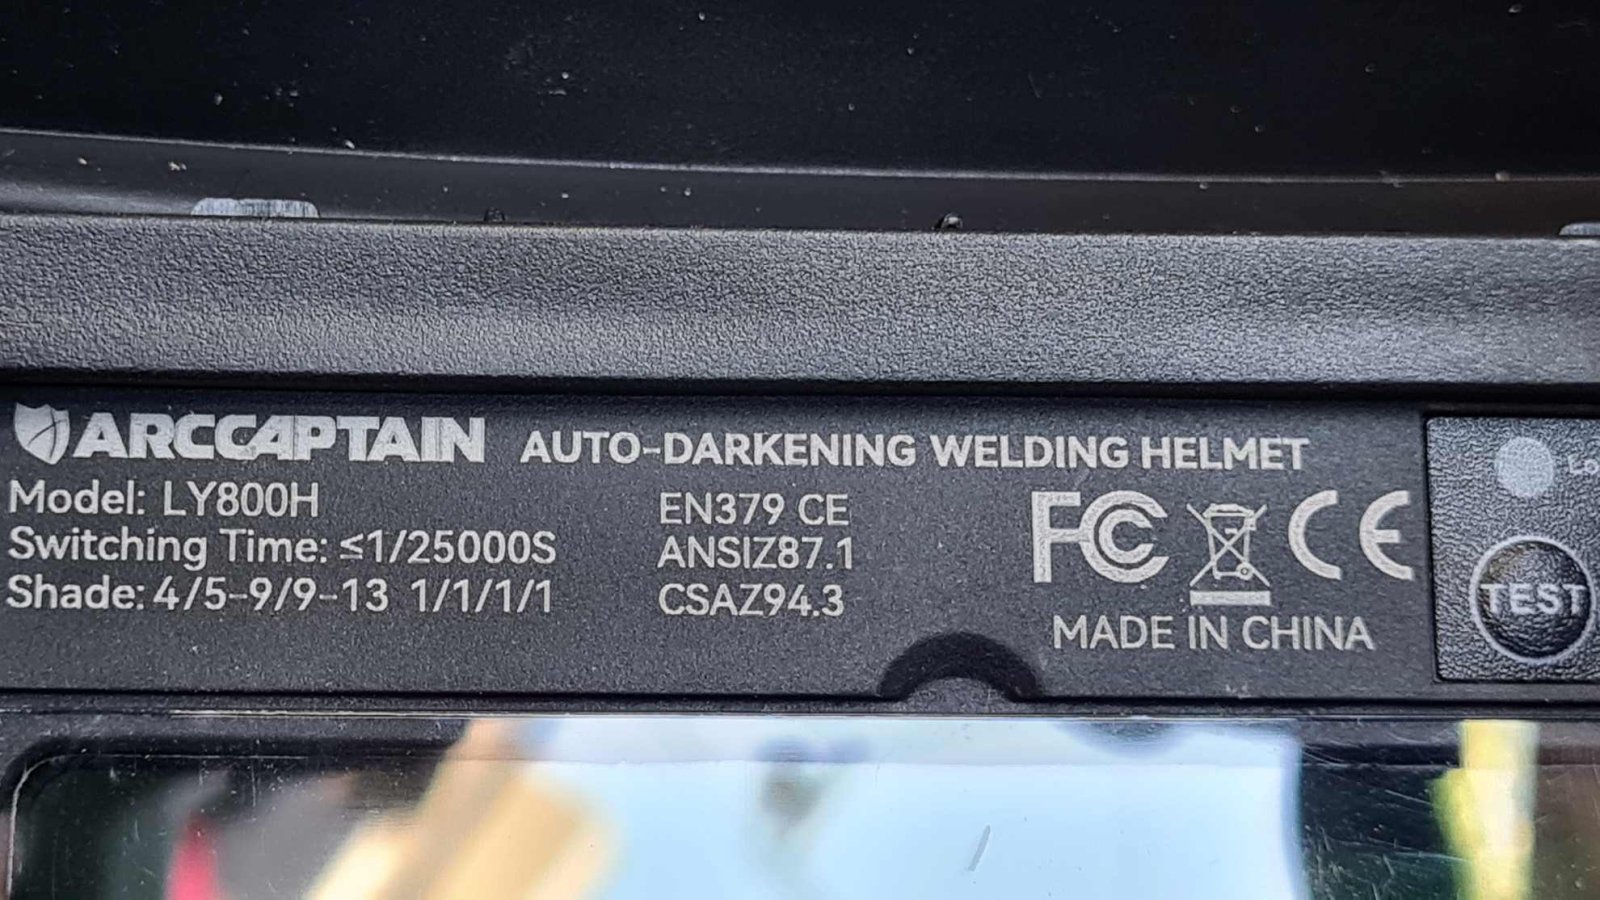 ARCCAPTAIN AUTO-DARKENING WELDING HELMET
Model: LY800H
Switching Time: ≤1/25000S
Shade: 4/5-9/9-13 1/1/1/1
EN379 CE
ANSIZ87.1
CSAZ94.3
FC CE
MADE IN CHINA
Lo
TEST